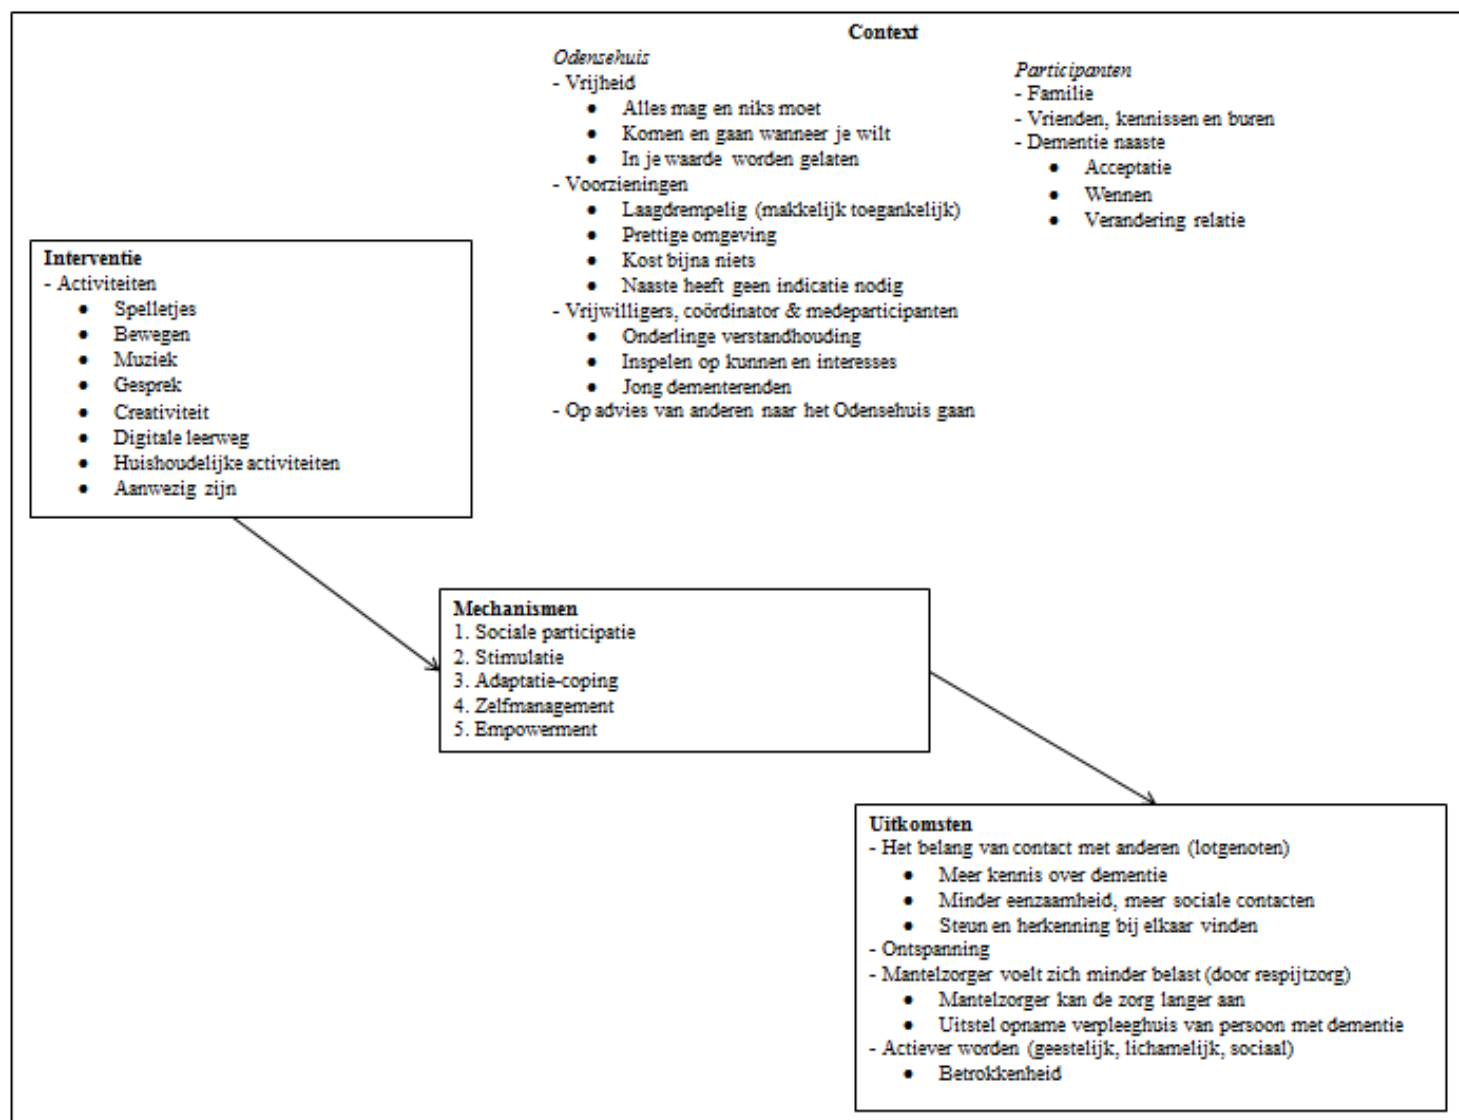 Context
Odensehuis
- Vrijheid
● Alles mag en niks moet
● Komen en gaan wanneer je wilt
● In je waarde worden gelaten
- Voorzieningen
● Laagdrempelig (makkelijk toegankelijk)
● Prettige omgeving
● Kost bijna niets
● Naaste heeft geen indicatie nodig
- Vrijwilligers, coördinator & medeparticipanten
● Onderlinge verstandhouding
● Inspelen op kunnen en interesses
● Jong dementerenden
- Op advies van anderen naar het Odensehuis gaan
Participanten
- Familie
- Vrienden, kennissen en buren
- Dementie naaste
● Acceptatie
● Wennen
● Verandering relatie
Interventie
- Activiteiten
● Spelletjes
● Bewegen
● Muziek
● Gesprek
● Creativiteit
● Digitale leerweg
● Huishoudelijke activiteiten
● Aanwezig zijn
Mechanismen
1. Sociale participatie
2. Stimulatie
3. Adaptatie-coping
4. Zelfmanagement
5. Empowerment
Uitkomsten
- Het belang van contact met anderen (lotgenoten)
● Meer kennis over dementie
● Minder eenzaamheid, meer sociale contacten
● Steun en herkenning bij elkaar vinden
- Ontspanning
- Mantelzorger voelt zich minder belast (door respijtzorg)
● Mantelzorger kan de zorg langer aan
● Uitstel opname verpleeghuis van persoon met dementie
- Actiever worden (geestelijk, lichamelijk, sociaal)
● Betrokkenheid